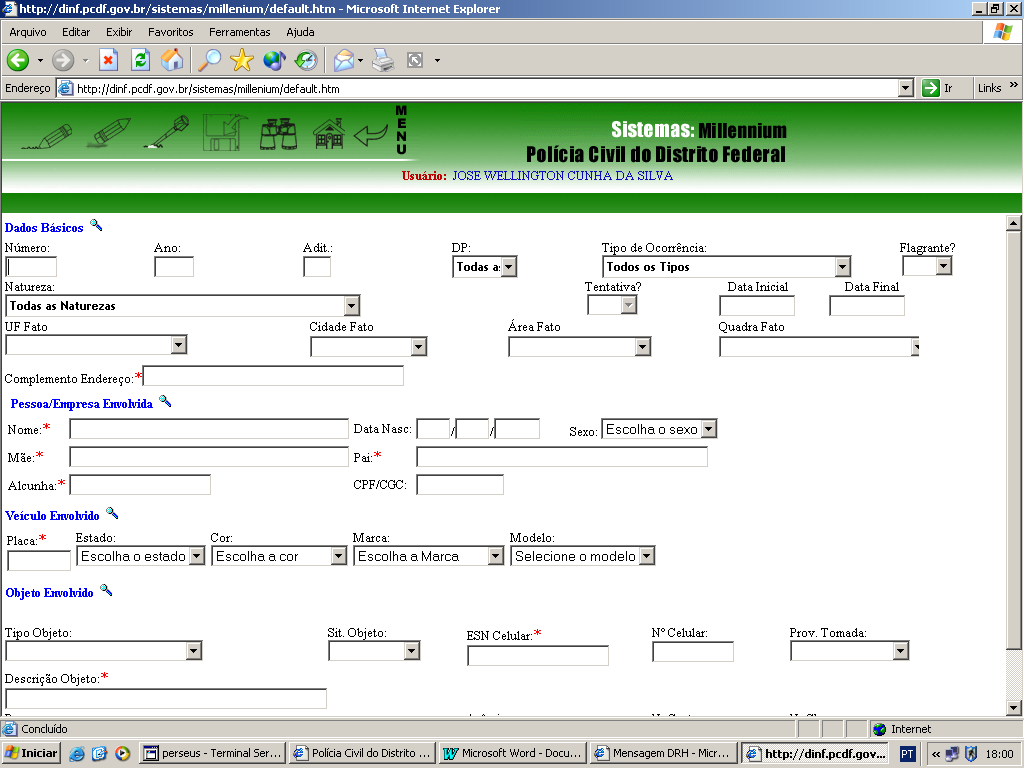 http://dinf.pcdf.gov.br/sistemas/millenium/default.htm - Microsoft Internet Explorer
Arquivo Editar Exibir Favoritos Ferramentas Ajuda
Endereço http://dinf.pcdf.gov.br/sistemas/millenium/default.htm Ir Links »
MENU
Sistemas: Millennium
Polícia Civil do Distrito Federal
Usuário: JOSE WELLINGTON CUNHA DA SILVA
Dados Básicos
Número: Ano: Adit.: DP: Tipo de Ocorrência: Flagrante?
Todas a Todos os Tipos
Natureza: Tentativa? Data Inicial Data Final
Todas as Naturezas
UF Fato Cidade Fato Área Fato Quadra Fato
Complemento Endereço:*
Pessoa/Empresa Envolvida
Nome:* Data Nasc: / / Sexo: Escolha o sexo
Mãe:* Pai:*
Alcunha:* CPF/CGC:
Veículo Envolvido
Placa:* Estado: Cor: Marca: Modelo:
Escolha o estado Escolha a cor Escolha a Marca Selecione o modelo
Objeto Envolvido
Tipo Objeto: Sit. Objeto: ESN Celular:* Nº Celular: Prov. Tomada:
Descrição Objeto:*
Concluído Internet
Iniciar perseus - Terminal Ser... Polícia Civil do Distrito ... Microsoft Word - Docu... Mensagem DRH - Micr... http://dinf.pcdf.gov... PT « 18:00